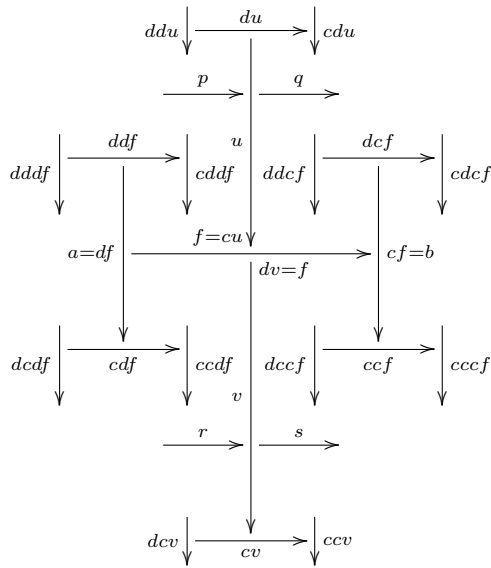 du
ddu cdu
p q
ddf dcf
u
dddf cddf ddcf cdcf
f=cu
a=df cf=b
dv=f
dcdf cdf ccdf dccf ccf cccf
v
r s
dcv cv ccv